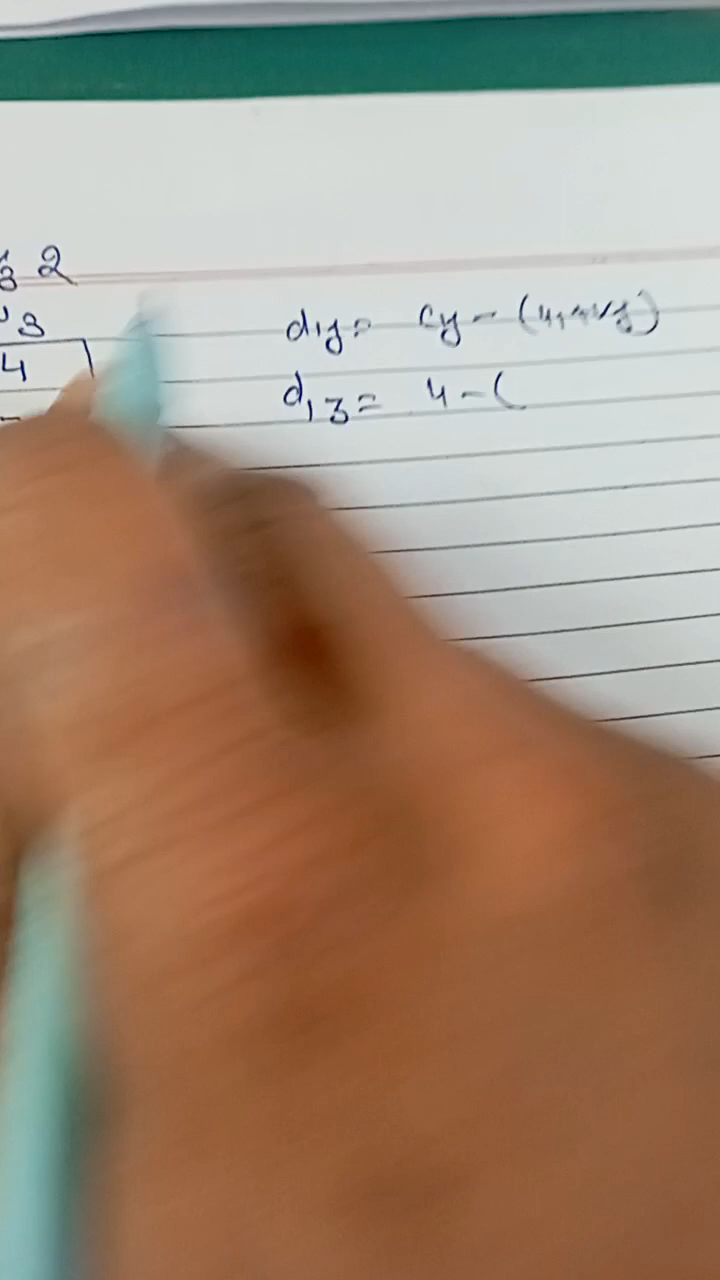 2
3
4
dij = Cij - (ui + vj)
d13 = 4 - (